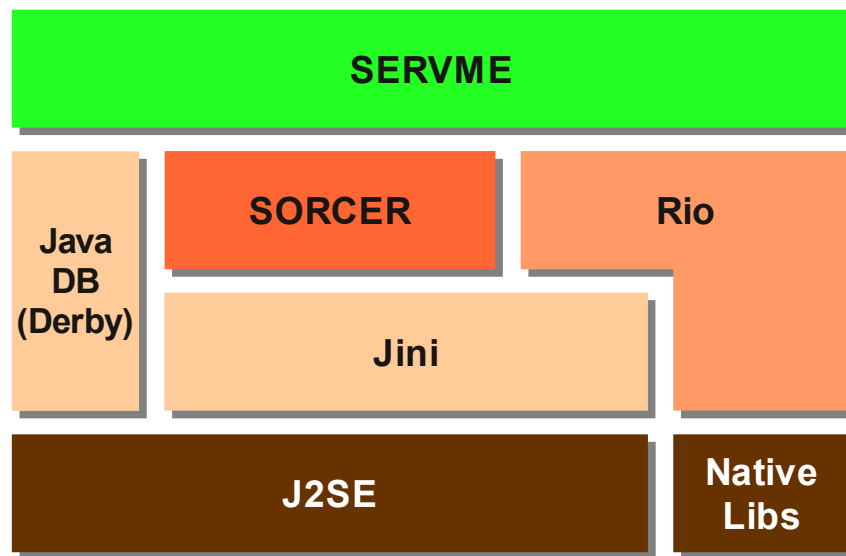 SERVME
SORCER
Rio
Java
DB
(Derby)
Jini
J2SE
Native
Libs